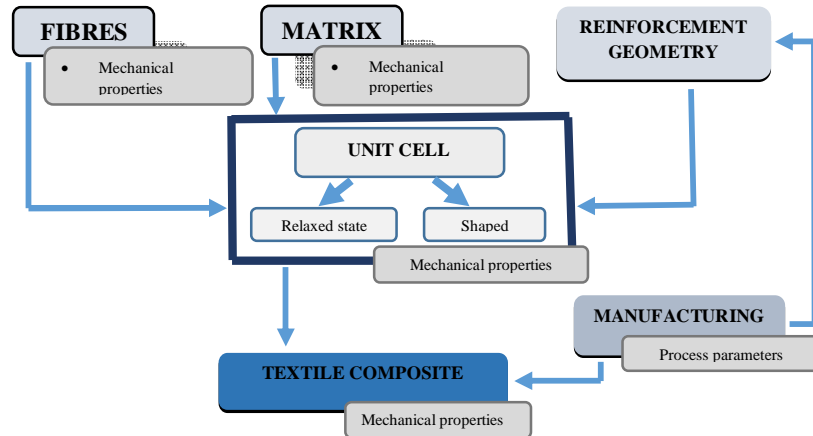 FIBRES
• Mechanical
properties
MATRIX
• Mechanical
properties
REINFORCEMENT
GEOMETRY
UNIT CELL
Relaxed state
Shaped
Mechanical properties
MANUFACTURING
Process parameters
TEXTILE COMPOSITE
Mechanical properties